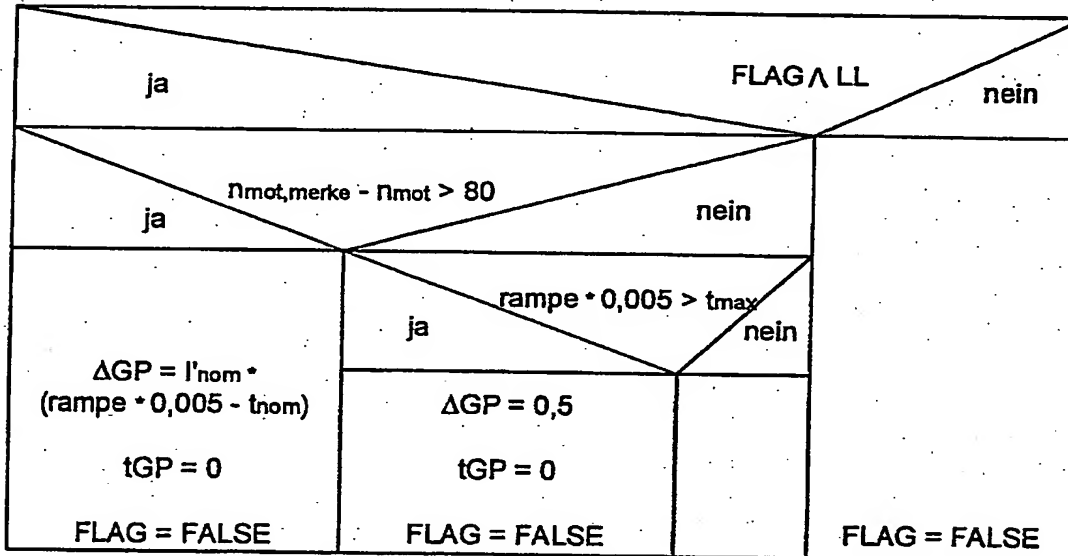 FLAG ∧ LL
ja
nein
nmot,merke - nmot > 80
ja
nein
rampe * 0,005 > tmax
ja
nein
ΔGP = l'nom *
(rampe * 0,005 - tnom)
tGP = 0
FLAG = FALSE
ΔGP = 0,5
tGP = 0
FLAG = FALSE
FLAG = FALSE